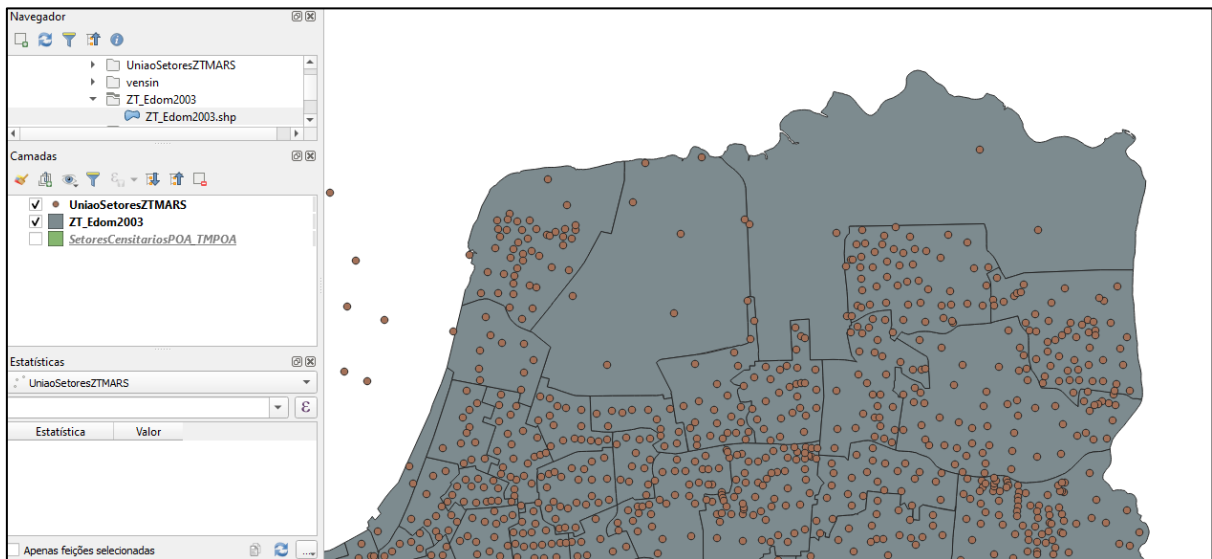 Navegador
UniaoSetoresZTMARS
vensin
ZT_Edom2003
ZT_Edom2003.shp
Camadas
UniaoSetoresZTMARS
ZT_Edom2003
SetoresCensitariosPOA_TMPOA
Estatísticas
UniaoSetoresZTMARS
ε
Estatística Valor
Apenas feições selecionadas
...